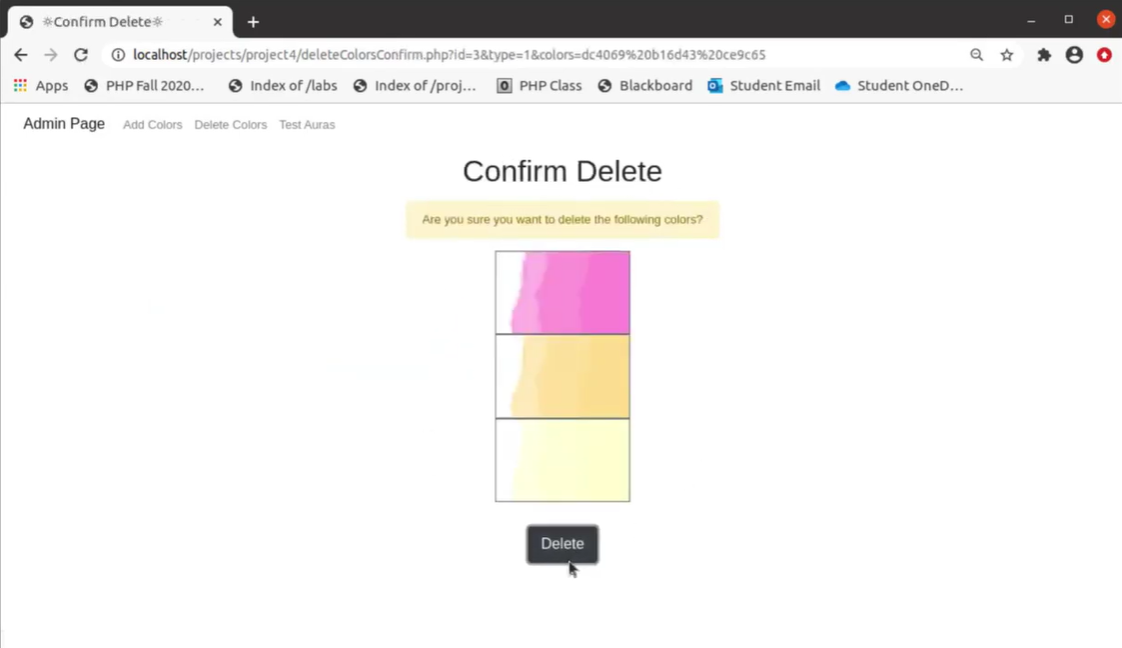 ☼Confirm Delete☼
localhost/projects/project4/deleteColorsConfirm.php?id=3&type=1&colors=dc4069%20b16d43%20ce9c65
Apps PHP Fall 2020... Index of /labs Index of /proj... PHP Class Blackboard Student Email Student OneD...
Admin Page Add Colors Delete Colors Test Auras
Confirm Delete
Are you sure you want to delete the following colors?
Delete